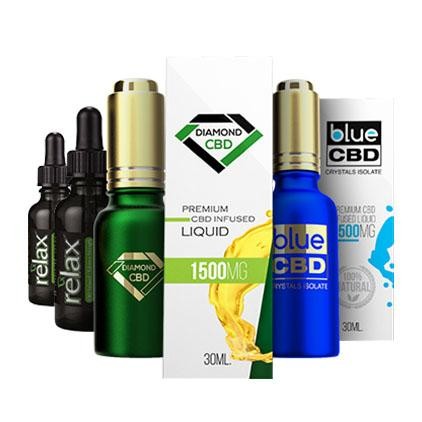 relax
relax
DIAMOND
CBD
DIAMOND
CBD
PREMIUM
CBD INFUSED
LIQUID
1500MG
30ML.
blue
CBD
CRYSTALS ISOLATE
blue
CBD
CRYSTALS ISOLATE
PREMIUM CBD
INFUSED LIQUID
500MG
100%
NATURAL
30ML.